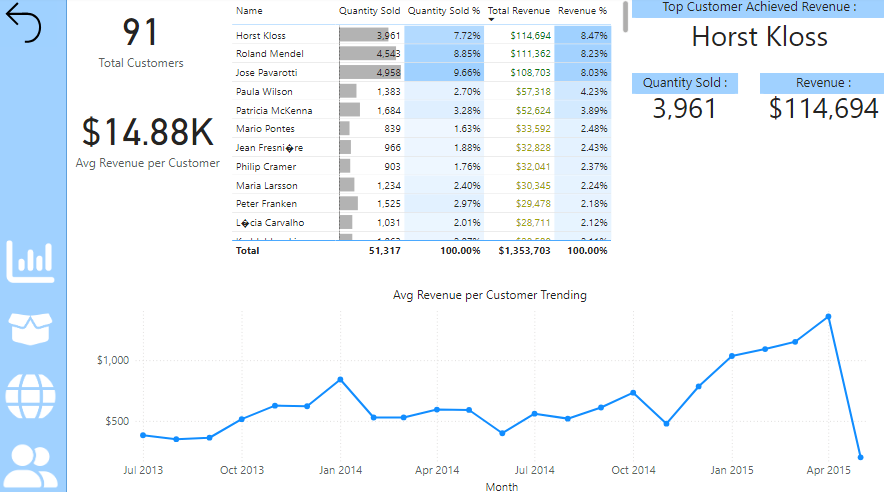 91
Total Customers
$14.88K
Avg Revenue per Customer
Name Quantity Sold Quantity Sold % Total Revenue Revenue %
Horst Kloss 3,961 7.72% $114,694 8.47%
Roland Mendel 4,543 8.85% $111,362 8.23%
Jose Pavarotti 4,958 9.66% $108,703 8.03%
Paula Wilson 1,383 2.70% $57,318 4.23%
Patricia McKenna 1,684 3.28% $52,624 3.89%
Mario Pontes 839 1.63% $33,592 2.48%
Jean Fresni�re 966 1.88% $32,828 2.43%
Philip Cramer 903 1.76% $32,041 2.37%
Maria Larsson 1,234 2.40% $30,345 2.24%
Peter Franken 1,525 2.97% $29,478 2.18%
L�cia Carvalho 1,031 2.01% $28,711 2.12%
Total 51,317 100.00% $1,353,703 100.00%
Top Customer Achieved Revenue :
Horst Kloss
Quantity Sold : Revenue :
3,961 $114,694
Avg Revenue per Customer Trending
$1,000
$500
Jul 2013 Oct 2013 Jan 2014 Apr 2014 Jul 2014 Oct 2014 Jan 2015 Apr 2015
Month